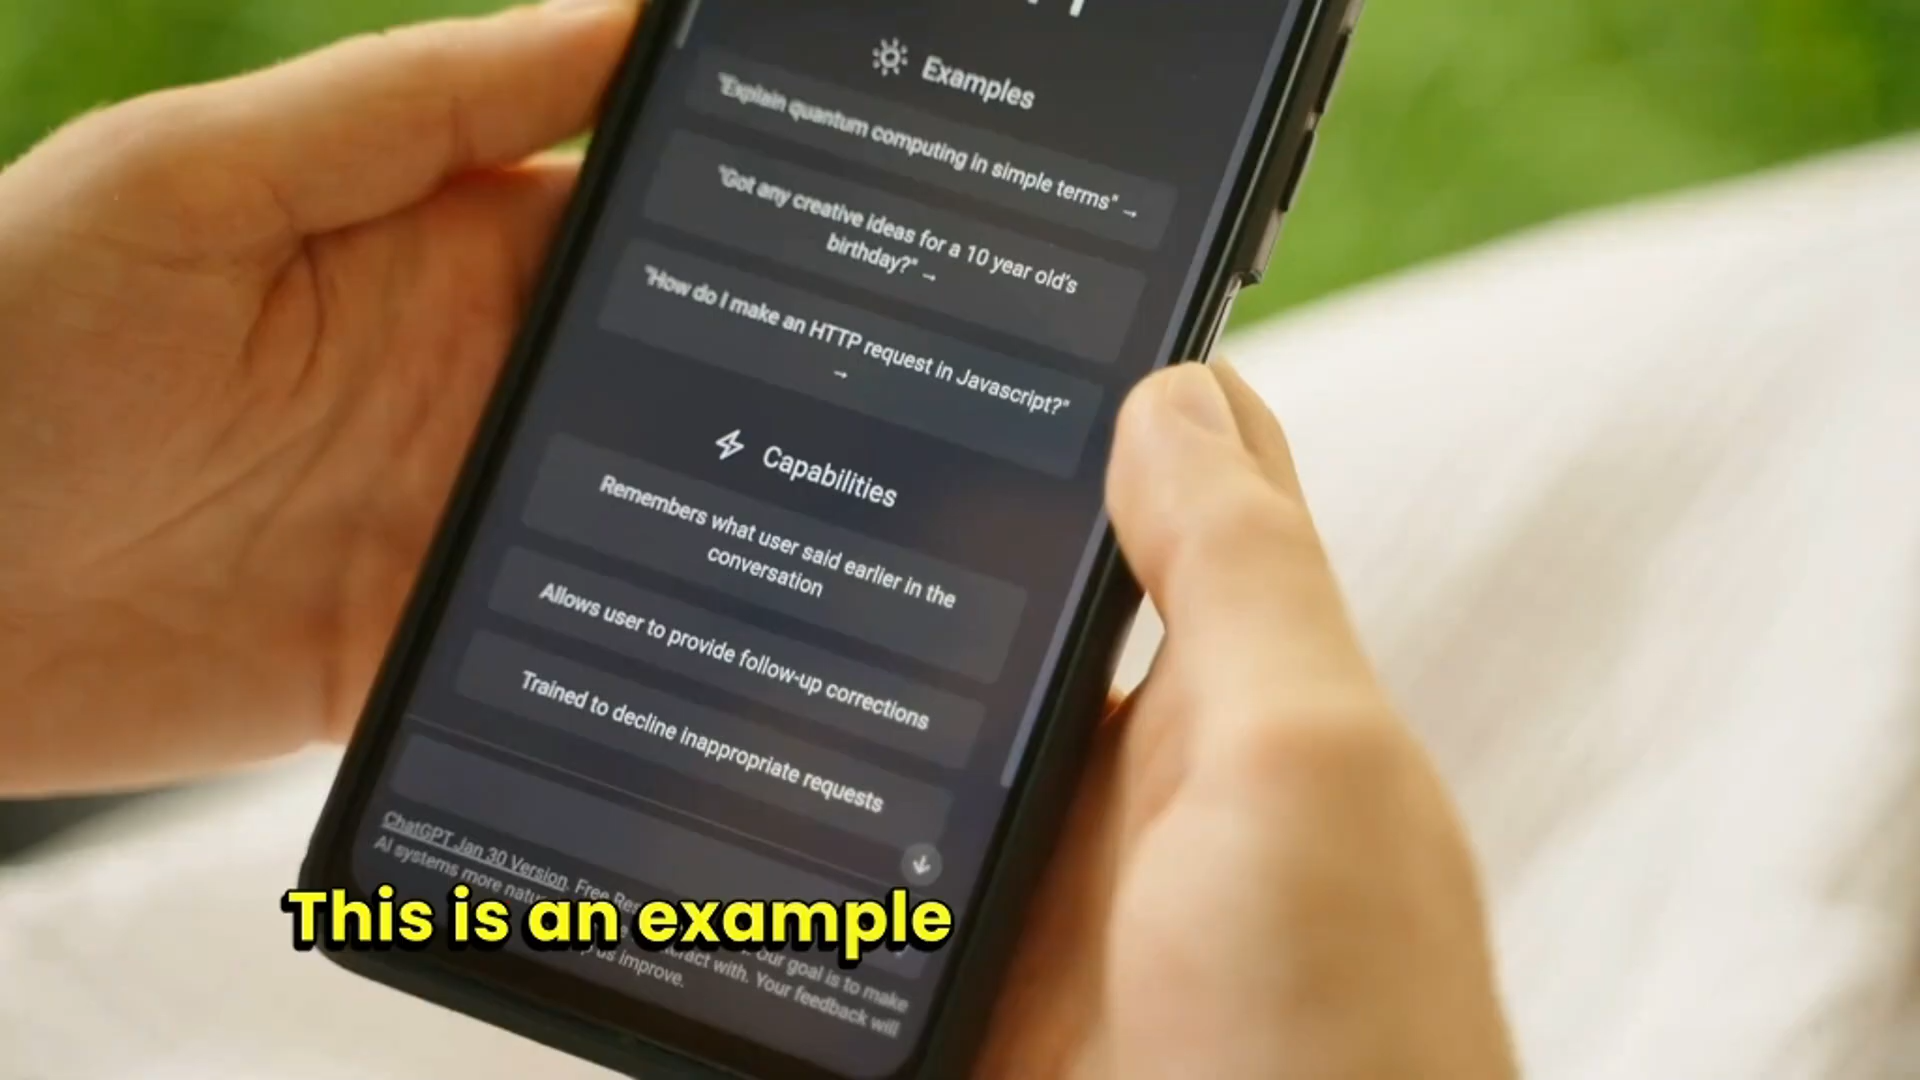 Examples
"Explain quantum computing in simple terms" →
"Got any creative ideas for a 10 year old's
birthday?" →
"How do I make an HTTP request in Javascript?"
→
Capabilities
Remembers what user said earlier in the
conversation
Allows user to provide follow-up corrections
Trained to decline inappropriate requests
ChatGPT Jan 30 Version. Free
AI systems more
with. Our goal is to make
us improve.
Your feedback will
This is an example